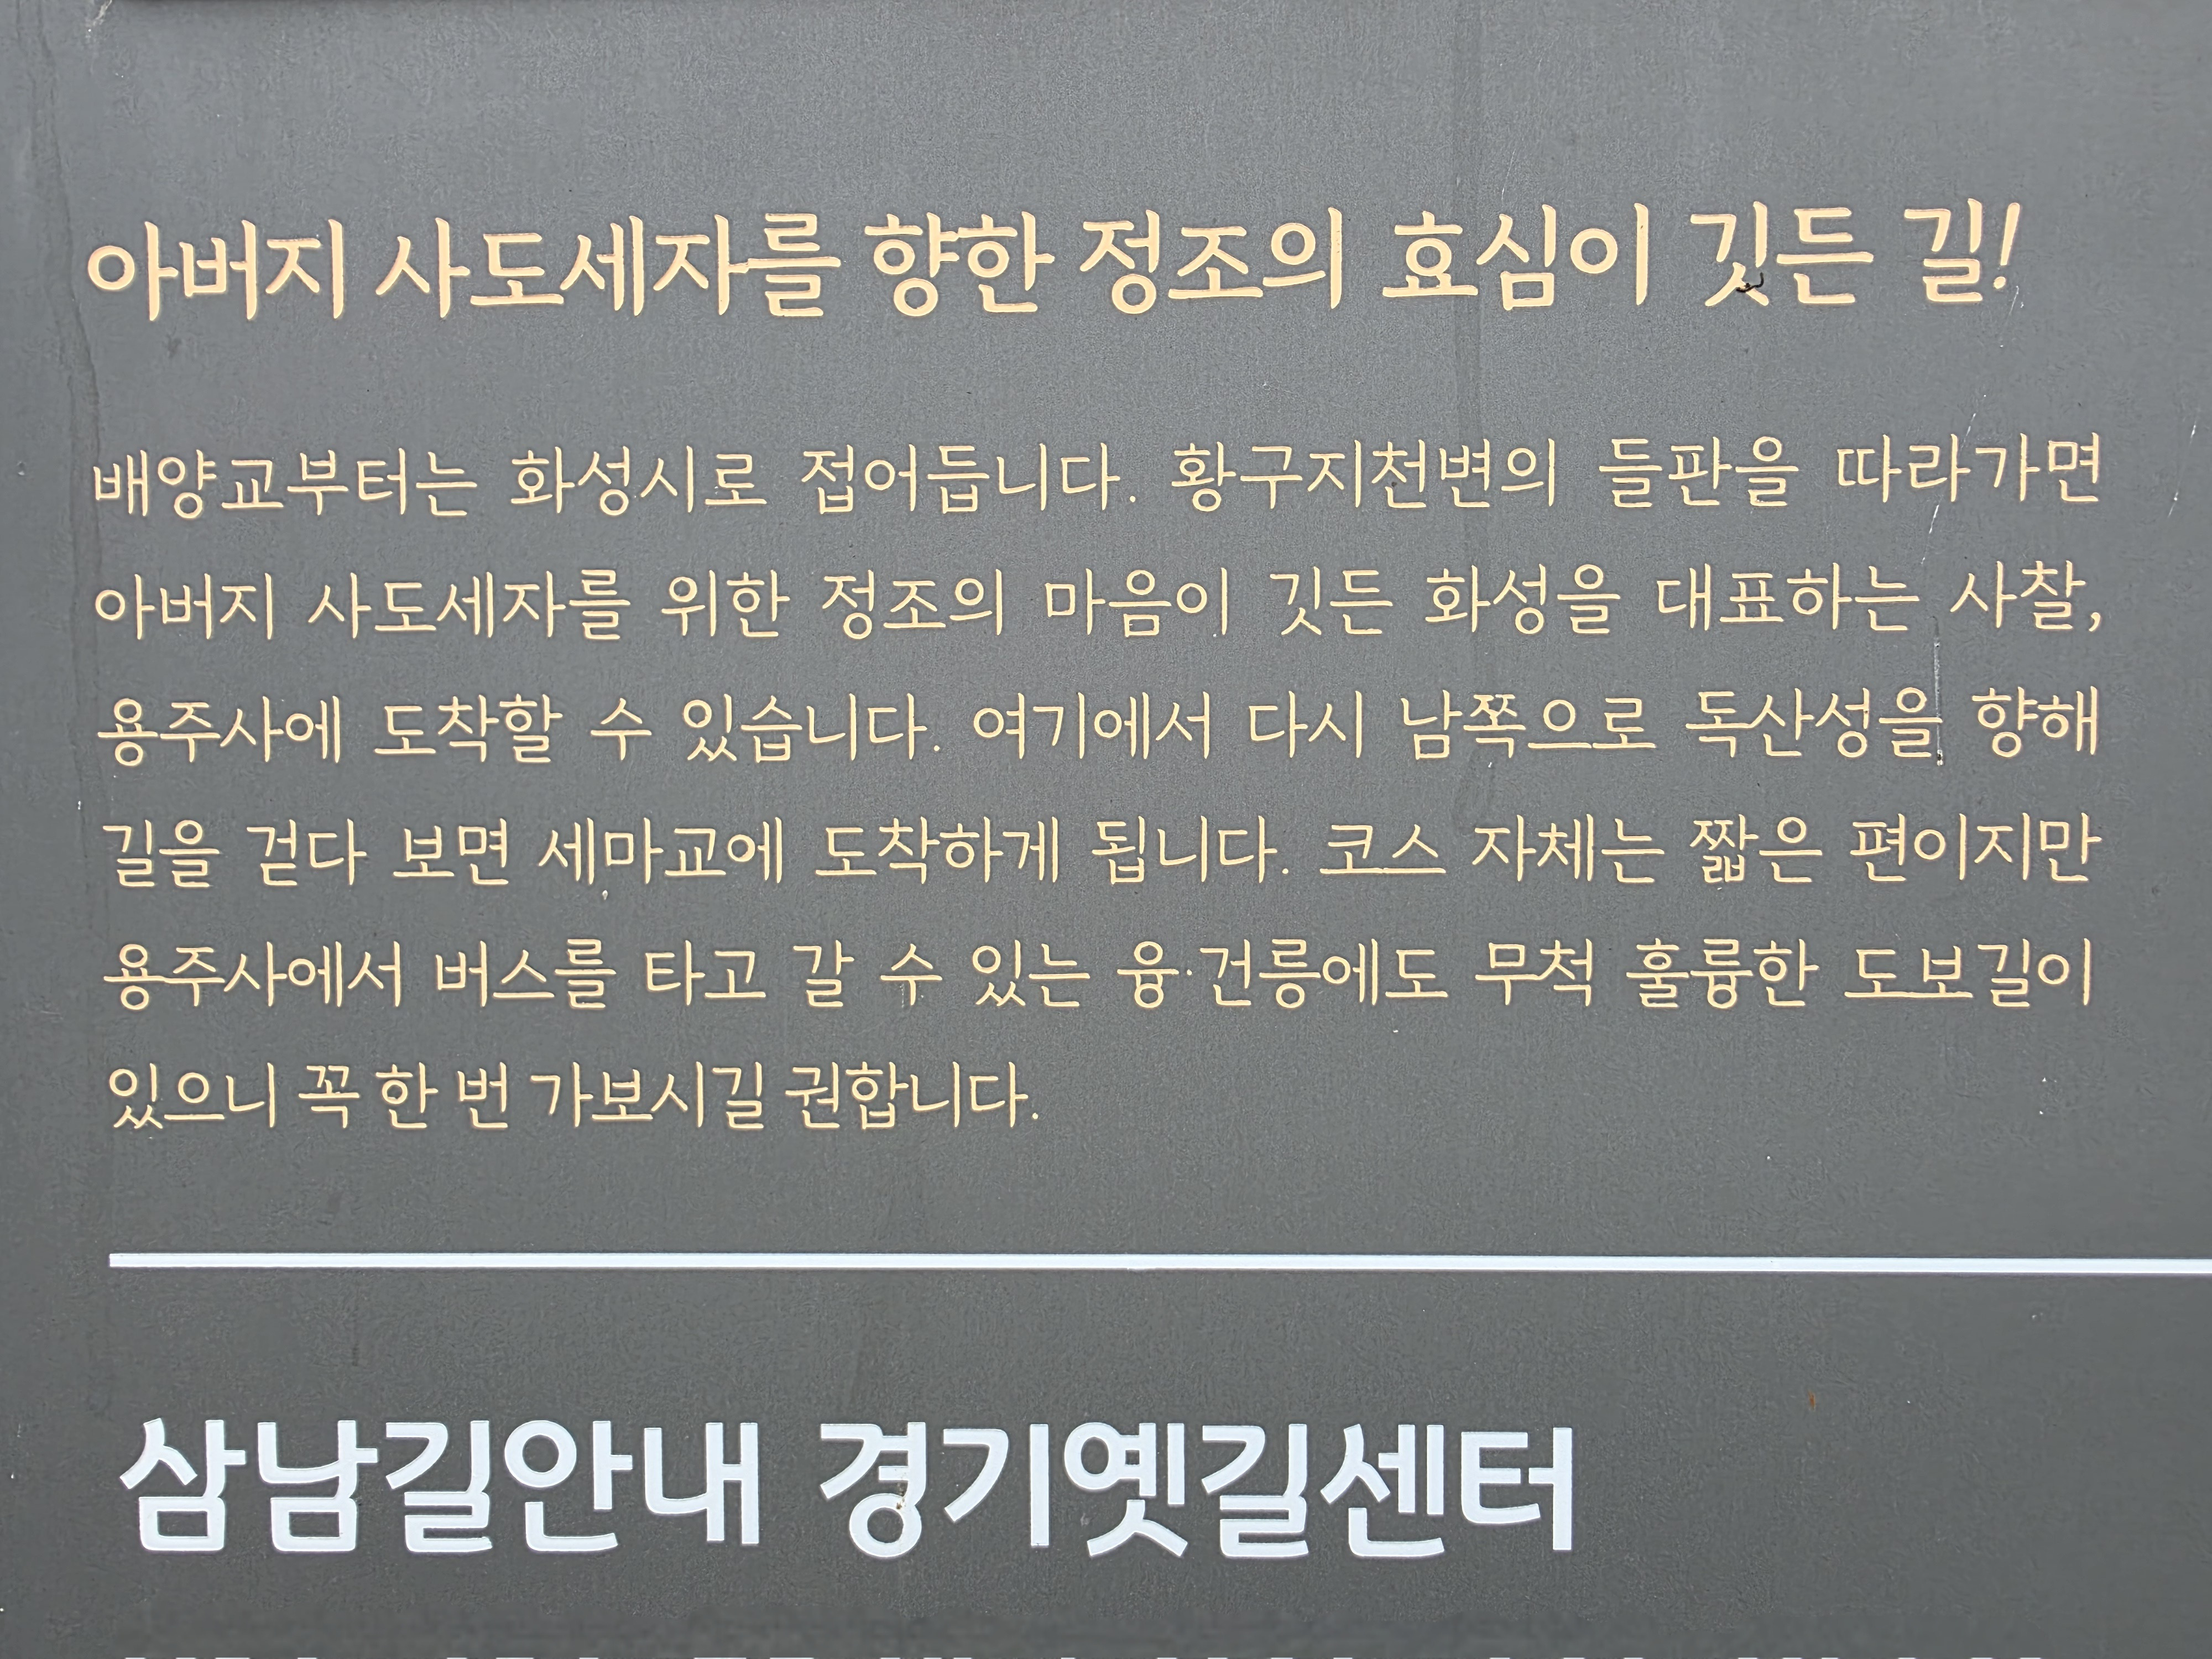 아버지 사도세자를 향한 정조의 효심이 깃든 길!
배양교부터는 화성시로 접어듭니다. 황구지천변의 들판을 따라가면
아버지 사도세자를 위한 정조의 마음이 깃든 화성을 대표하는 사찰,
용주사에 도착할 수 있습니다. 여기에서 다시 남쪽으로 독산성을 향해
길을 걷다 보면 세마교에 도착하게 됩니다. 코스 자체는 짧은 편이지만
용주사에서 버스를 타고 갈 수 있는 융·건릉에도 무척 훌륭한 도보길이
있으니 꼭 한 번 가보시길 권합니다.
삼남길안내 경기옛길센터